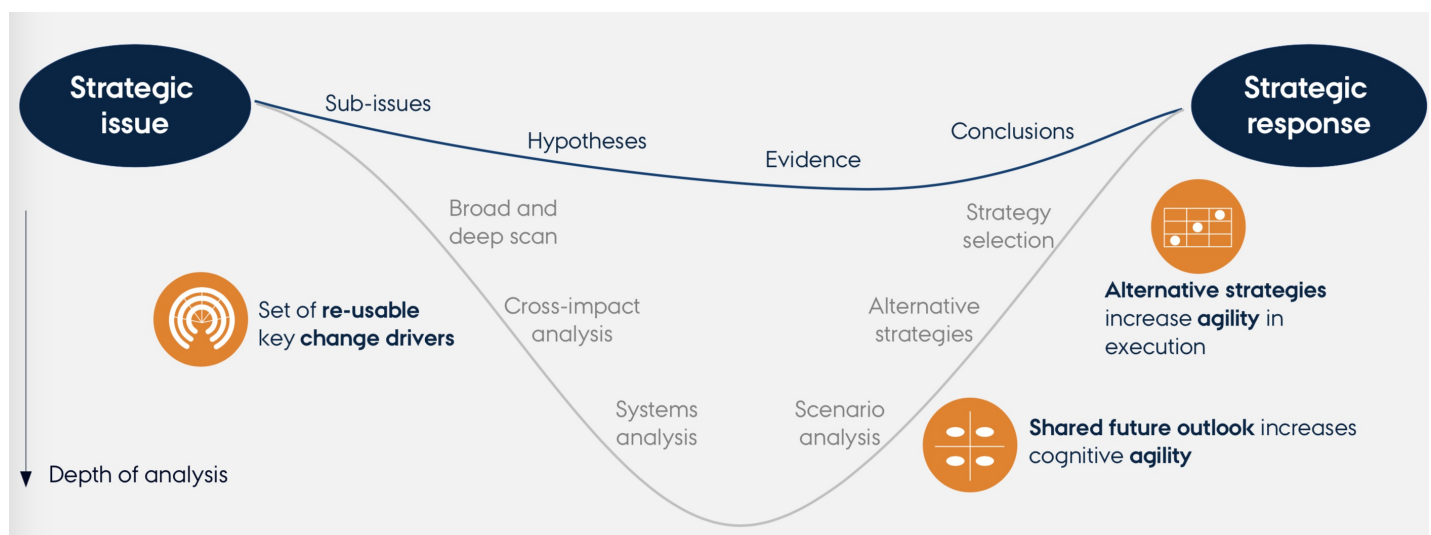 Strategic
issue
Sub-issues
Hypotheses
Evidence
Conclusions
Strategic
response
Broad and
deep scan
Cross-impact
analysis
Systems
analysis
Scenario
analysis
Alternative
strategies
Strategy
selection
Set of re-usable
key change drivers
Alternative strategies
increase agility in
execution
Shared future outlook increases
cognitive agility
Depth of analysis